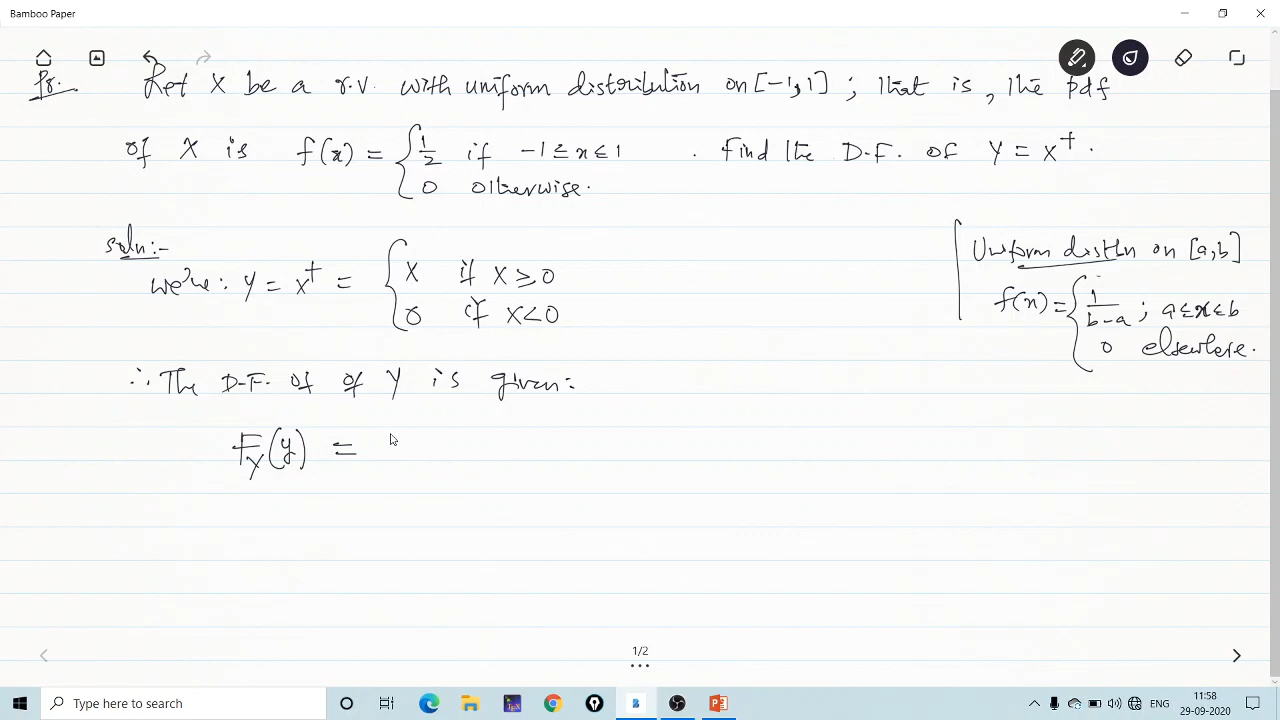 Bamboo Paper
Pr. Let X be a r.v. with uniform distribution on [-1,1] ; that is, the pdf
of X is f(x) = { 1/2 if -1 ≤ x ≤ 1 . Find the D.F. of Y = X⁺.
0 otherwise.
Soln:-
we've: Y = X⁺ = { X if X ≥ 0
0 if X < 0
Uniform distbn on [a,b]
f(x) = { 1/(b-a) ; a ≤ x ≤ b
0 elsewhere.
∴ The D.F. of of Y is given:
F_Y(y) =
1/2
Type here to search
ENG
11:58
29-09-2020